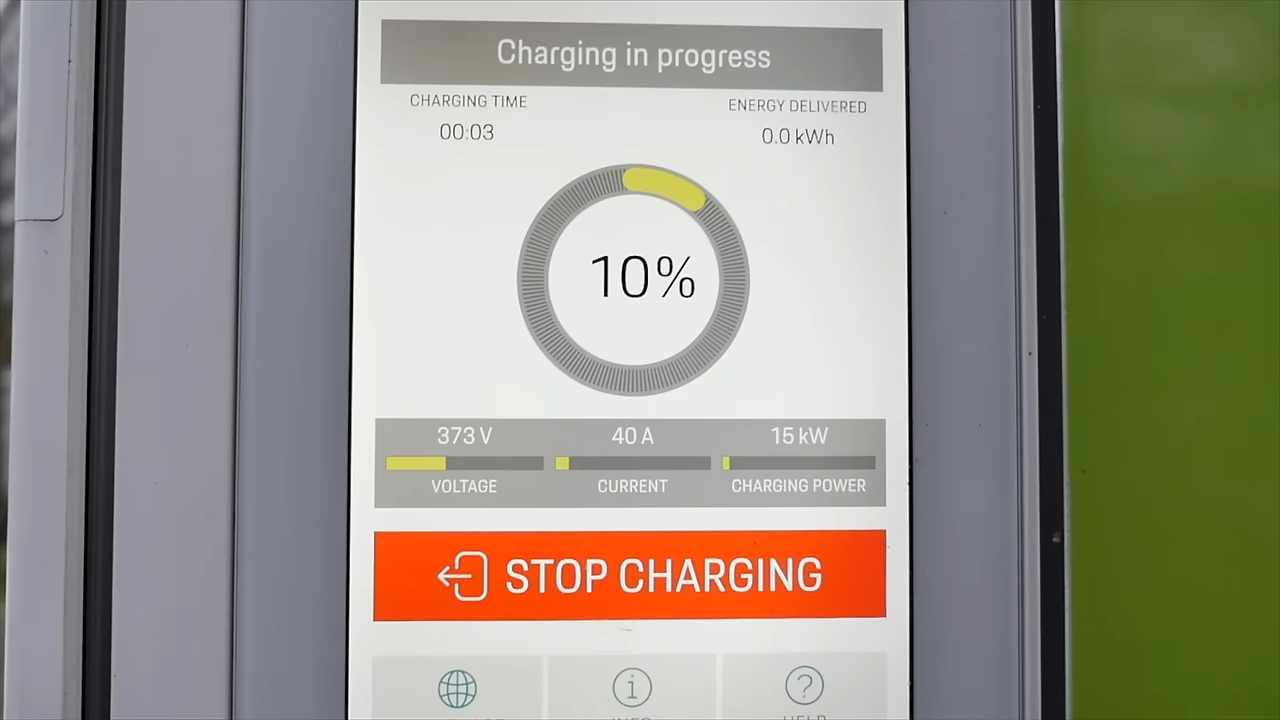 Charging in progress
CHARGING TIME
00:03
ENERGY DELIVERED
0.0 kWh
10%
373 V
40 A
15 kW
VOLTAGE
CURRENT
CHARGING POWER
STOP CHARGING